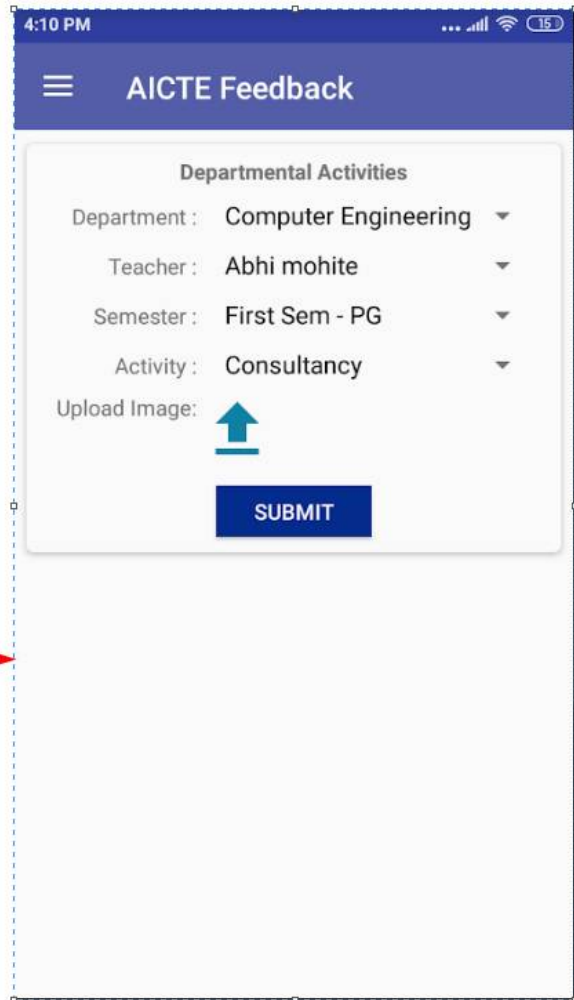 4:10 PM ... 15
AICTE Feedback
Departmental Activities
Department : Computer Engineering
Teacher : Abhi mohite
Semester : First Sem - PG
Activity : Consultancy
Upload Image:
SUBMIT